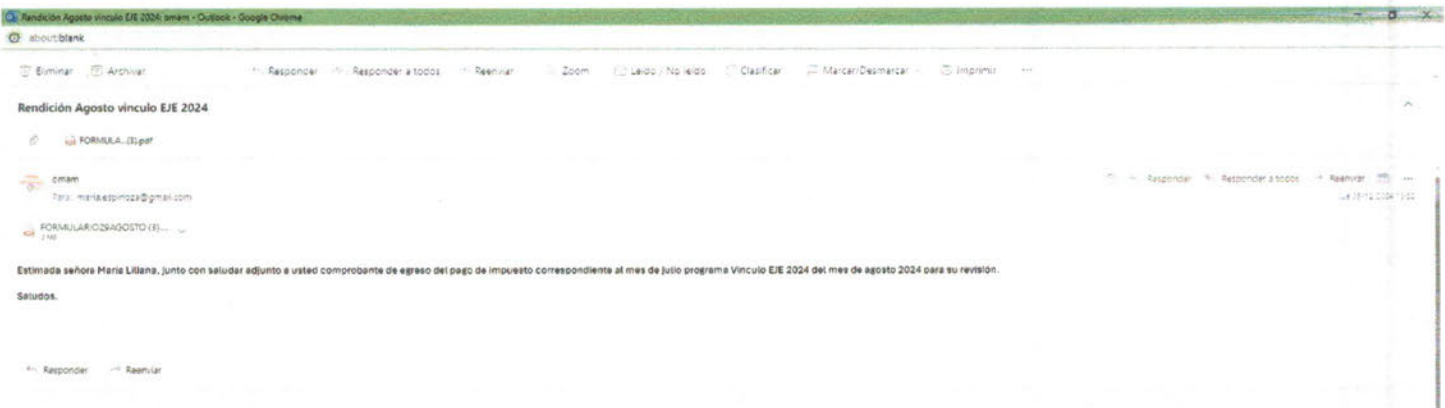 Rendición Agosto vinculo EJE 2024: omam - Outlook - Google Chrome
about:blank
Eliminar Archivar Responder Responder a todos Reenviar Zoom Leído / No leído Clasificar Marcar/Desmarcar Imprimir ...
Rendición Agosto vinculo EJE 2024
FORMULA...(3).pdf
omam Responder Responder a todos Reenviar ...
Para: maria.espinoza@gmail.com
FORMULARIO29AGOSTO (3)....
Estimada señora Maria Liliana, junto con saludar adjunto a usted comprobante de egreso del pago de impuesto correspondiente al mes de julio programa Vinculo EJE 2024 del mes de agosto 2024 para su revisión.
Saludos.
Responder Reenviar